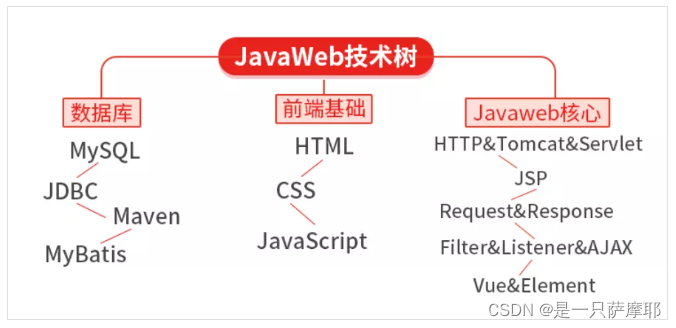 JavaWeb技术树
数据库
MySQL
JDBC
Maven
MyBatis
前端基础
HTML
CSS
JavaScript
Javaweb核心
HTTP&Tomcat&Servlet
JSP
Request&Response
Filter&Listener&AJAX
Vue&Element
CSDN @是一只萨摩耶